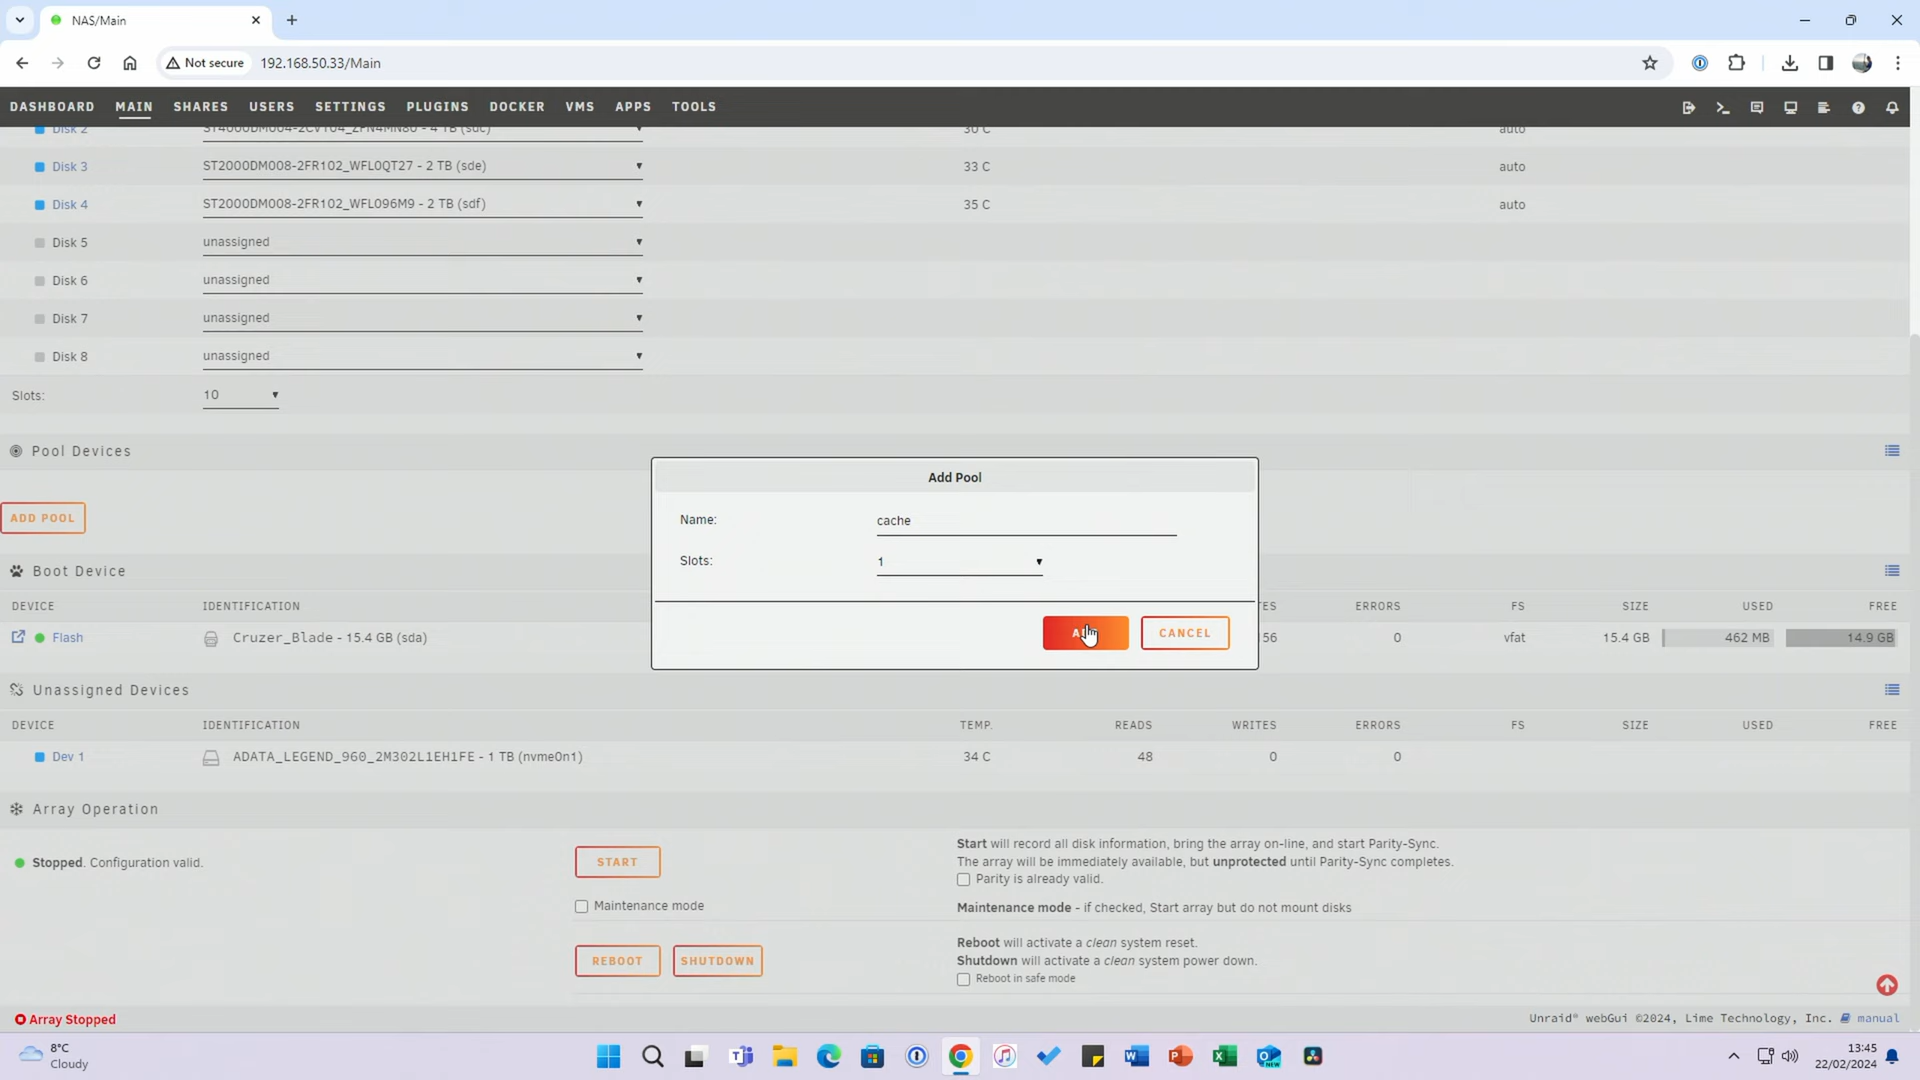 NAS/Main
Not secure 192.168.50.33/Main
DASHBOARD MAIN SHARES USERS SETTINGS PLUGINS DOCKER VMS APPS TOOLS
Disk 2 ST4000DM004-2CV104_ZFN4MN80 - 4 TB (sdc) 30 C auto
Disk 3 ST2000DM008-2FR102_WFL0QT27 - 2 TB (sde) 33 C auto
Disk 4 ST2000DM008-2FR102_WFL096M9 - 2 TB (sdf) 35 C auto
Disk 5 unassigned
Disk 6 unassigned
Disk 7 unassigned
Disk 8 unassigned
Slots: 10
Pool Devices
Add Pool
Name: cache
ADD POOL
Slots: 1
Boot Device
DEVICE IDENTIFICATION ERRORS FS SIZE USED FREE
CANCEL
Flash Cruzer_Blade - 15.4 GB (sda) 0 vfat 15.4 GB 462 MB 14.9 GB
Unassigned Devices
DEVICE IDENTIFICATION TEMP. READS WRITES ERRORS FS SIZE USED FREE
Dev 1 ADATA_LEGEND_960_2M302L1EH1FE - 1 TB (nvme0n1) 34 C 48 0 0
Array Operation
Stopped. Configuration valid.
START
Start will record all disk information, bring the array on-line, and start Parity-Sync.
The array will be immediately available, but unprotected until Parity-Sync completes.
Parity is already valid.
Maintenance mode
Maintenance mode - if checked, Start array but do not mount disks
REBOOT SHUTDOWN
Reboot will activate a clean system reset.
Shutdown will activate a clean system power down.
Reboot in safe mode
Array Stopped
Unraid® webGui ©2024, Lime Technology, Inc. manual
8°C
Cloudy
13:45
22/02/2024